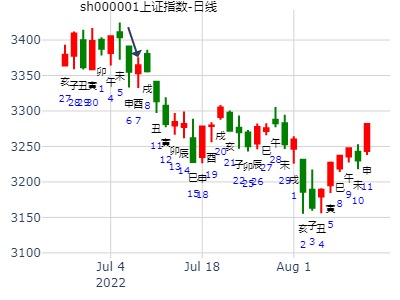 sh000001上证指数-日线
3400
3350
3300
3250
3200
3150
3100
亥 子 丑 寅 卯 午 未 申 酉 戌 丑 寅 卯 辰 巳 申 酉 戌 亥 子 卯 辰 巳 午 未 申 亥 子 丑 寅 巳 午 未 申
27 28 29 30 1 4 5 6 7 8 11 12 13 14 15 18 19 20 21 22 25 26 27 28 29 1 2 3 4 5 8 9 10 11
Jul 4 Jul 18 Aug 1
2022